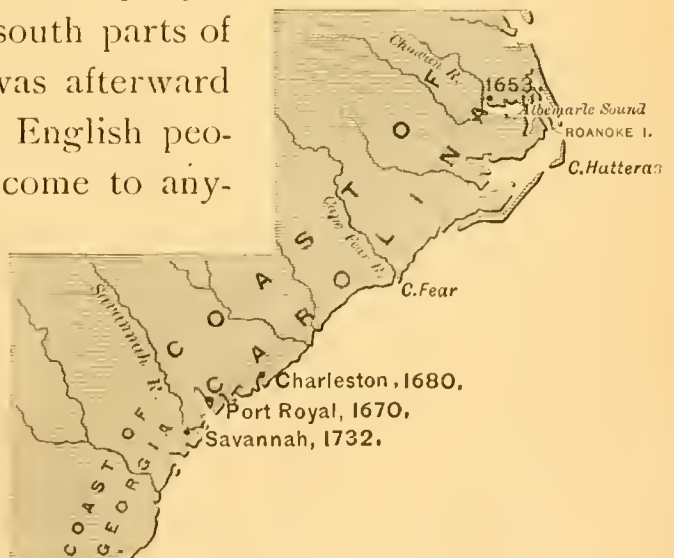 south parts of
was afterward
English peo-
come to any-
Chowan R.
1653.
Albemarle Sound
ROANOKE I.
C.Hatteras
Cape Fear R.
C.Fear
COAST OF
CAROLINA
Savannah R.
Charleston, 1680.
Port Royal, 1670.
Savannah, 1732.
COAST OF
GEORGIA